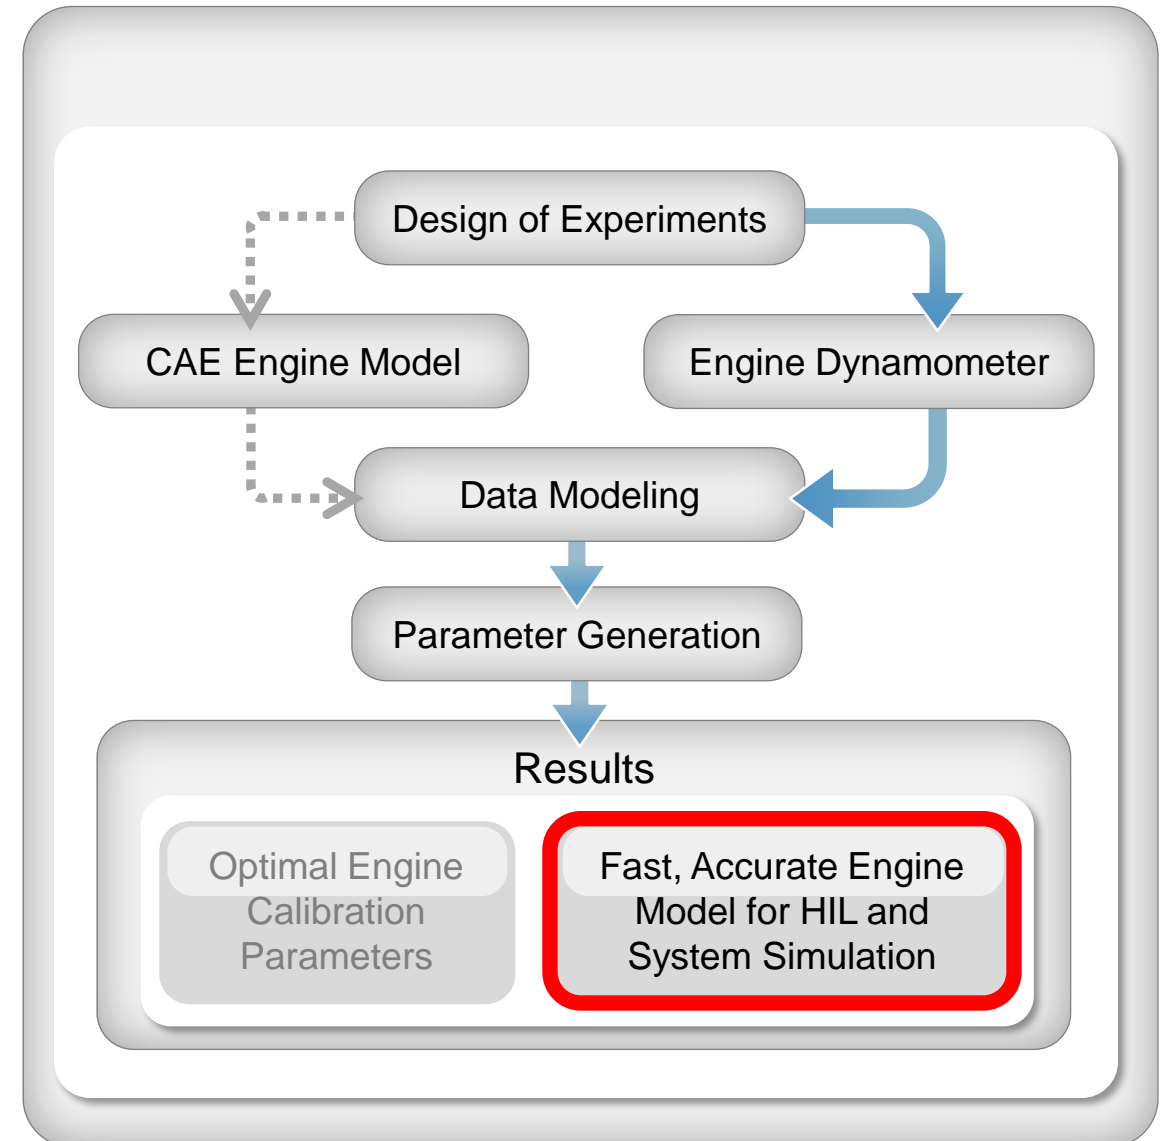 Design of Experiments
CAE Engine Model
Engine Dynamometer
Data Modeling
Parameter Generation
Results
Optimal Engine
Calibration
Parameters
Fast, Accurate Engine
Model for HIL and
System Simulation